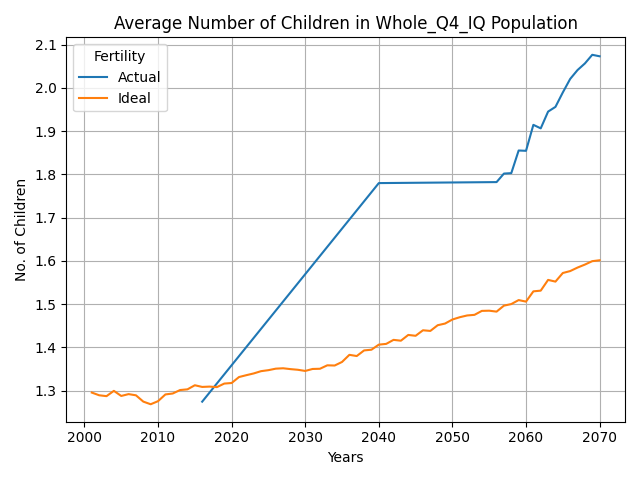 Average Number of Children in Whole_Q4_IQ Population
Fertility
Actual
Ideal
No. of Children
2.1
2.0
1.9
1.8
1.7
1.6
1.5
1.4
1.3
2000 2010 2020 2030 2040 2050 2060 2070
Years